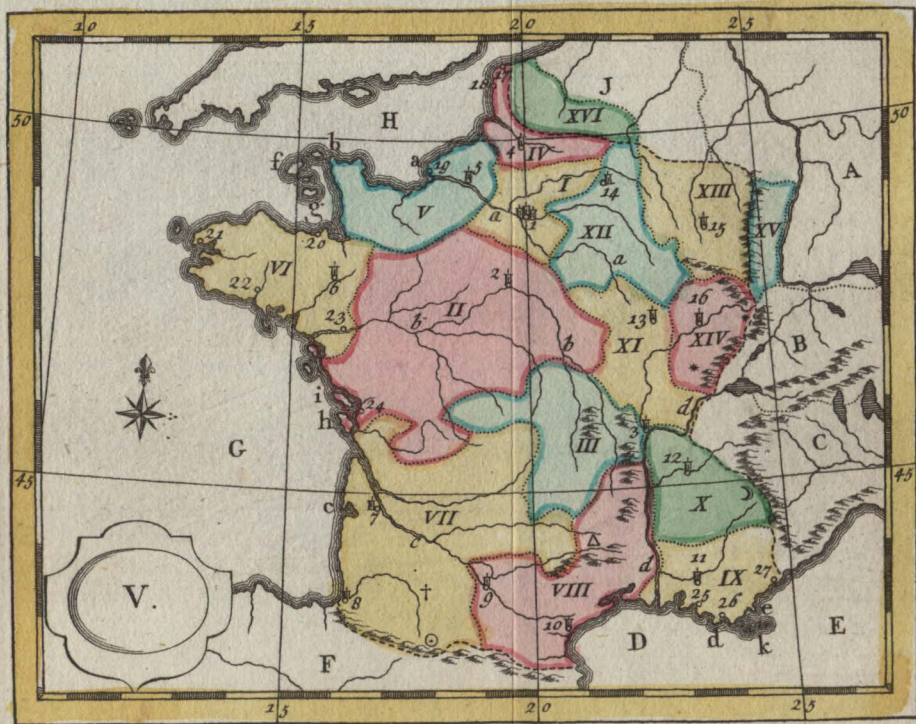 10
15
20
25
50
50
45
45
15
20
25
J
XVI
18
17
H
4
IV
A
a
19
5
b
f
g
I
14
XIII
15
XV
V
a
1
XII
a
20
21
VI
22
6
2
II
13
XI
16
XIV
23
b
b
B
i
h
24
III
3
d
C
G
12
X
c
7
VII
c
V.
8
†
9
VIII
d
11
IX
27
25
26
e
10
d
k
F
D
E